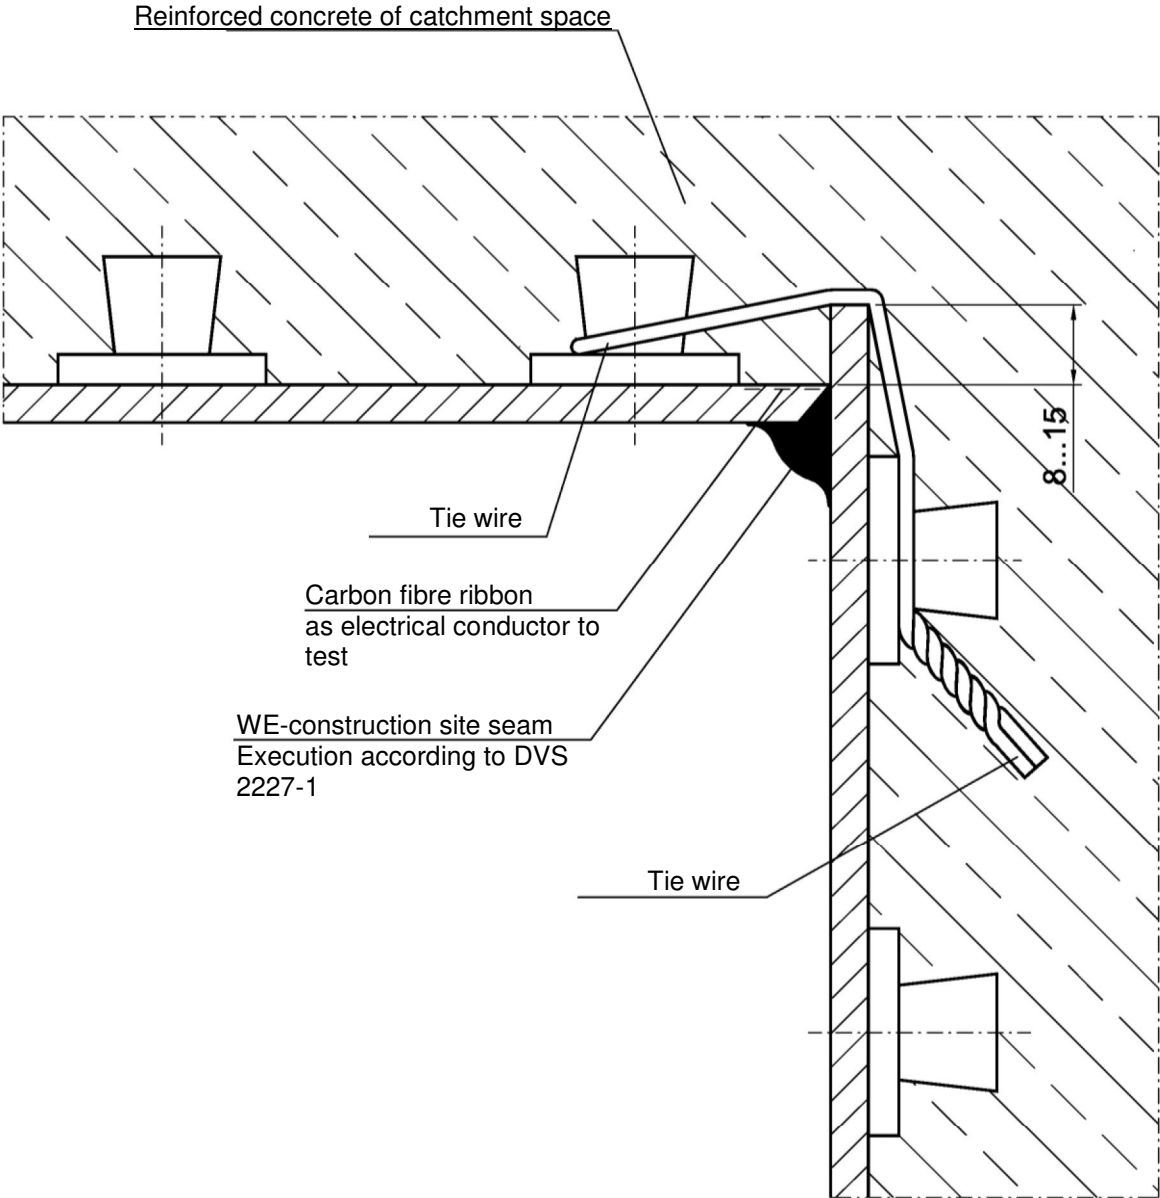 Reinforced concrete of catchment space
8...15
Tie wire
Carbon fibre ribbon
as electrical conductor to
test
WE-construction site seam
Execution according to DVS
2227-1
Tie wire